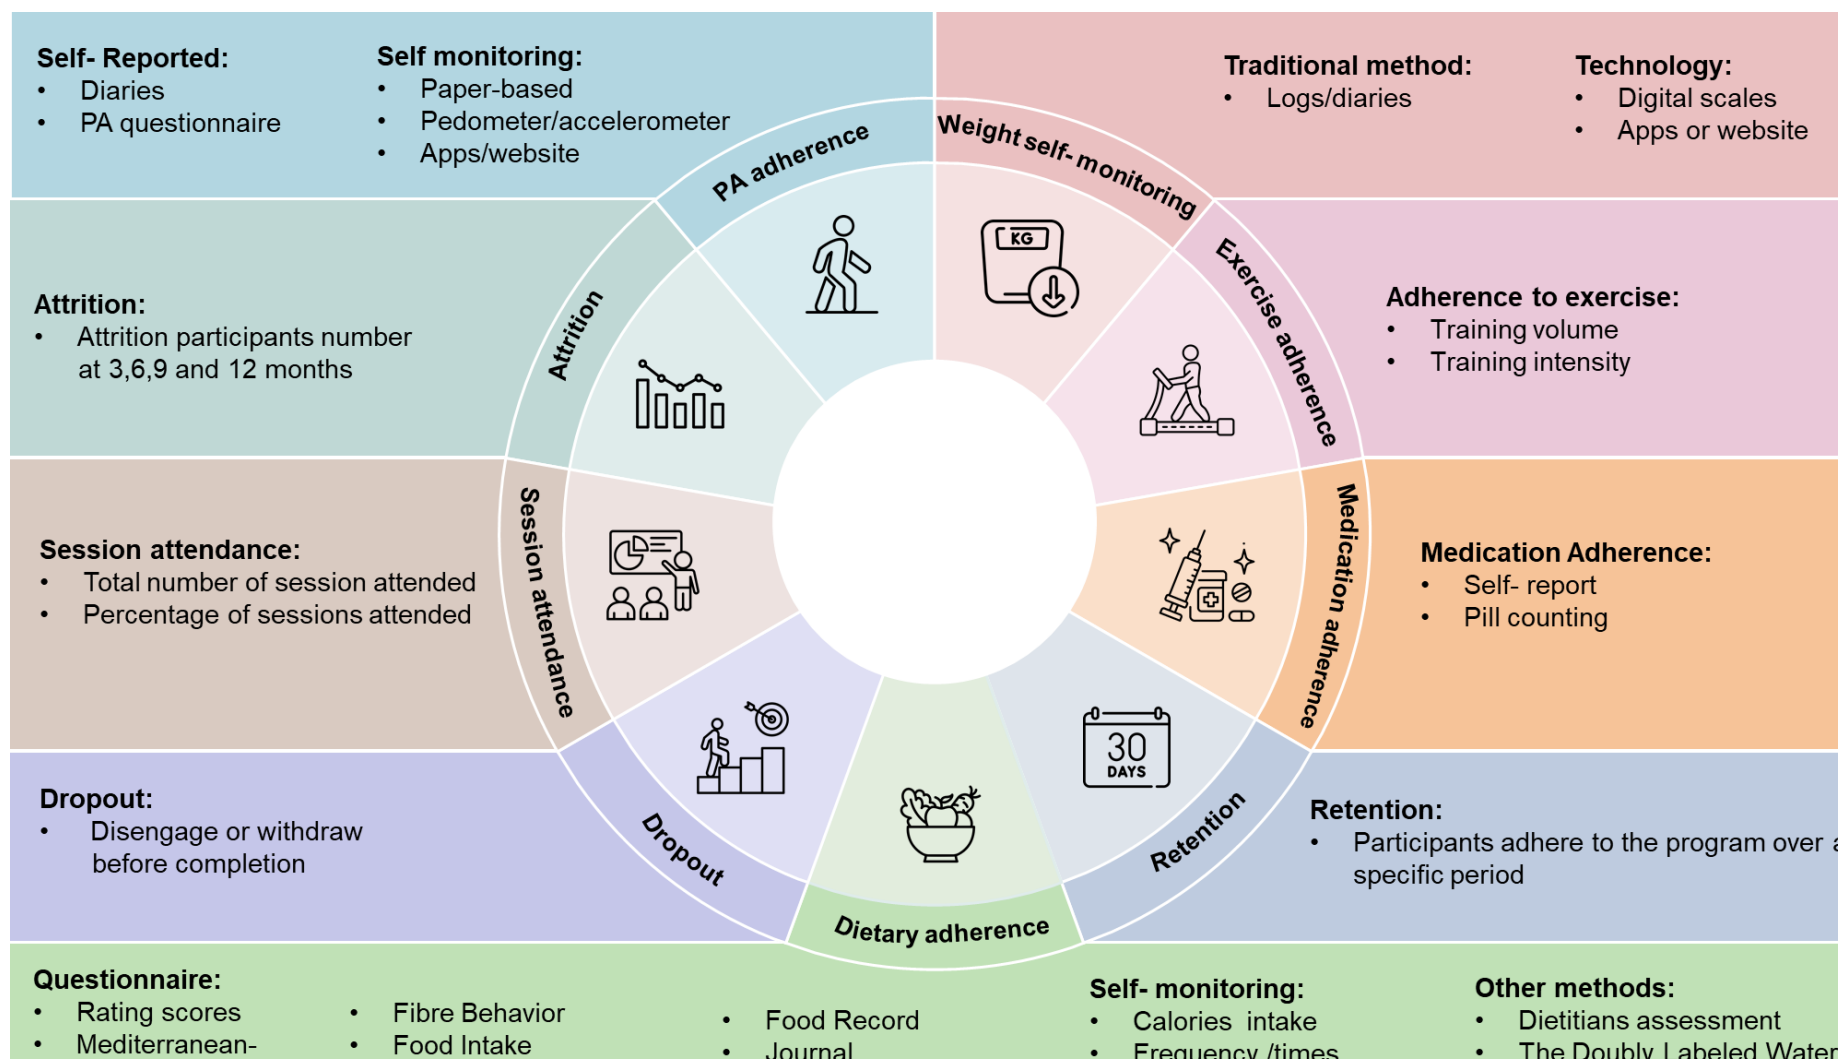 Self- Reported:
• Diaries
• PA questionnaire
Self monitoring:
• Paper-based
• Pedometer/accelerometer
• Apps/website
Traditional method:
• Logs/diaries
Technology:
• Digital scales
• Apps or website
PA adherence
Weight self-monitoring
KG
Attrition:
• Attrition participants number
at 3,6,9 and 12 months
Attrition
Exercise adherence
Adherence to exercise:
• Training volume
• Training intensity
Session attendance:
• Total number of session attended
• Percentage of sessions attended
Session attendance
Medication adherence
Medication Adherence:
• Self- report
• Pill counting
Dropout:
• Disengage or withdraw
before completion
Dropout
30
DAYS
Retention
Retention:
• Participants adhere to the program over a
specific period
Dietary adherence
Questionnaire:
• Rating scores
• Mediterranean-
• Fibre Behavior
• Food Intake
• Food Record
• Journal
Self- monitoring:
• Calories intake
• Frequency /times
Other methods:
• Dietitians assessment
• The Doubly Labeled Water